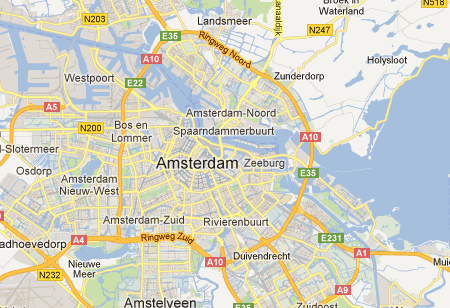 Broek in
Waterland
N518
N203
Landsmeer
E35
Ringweg Noord
N247
A10
Holysloot
Westpoort
E22
Zunderdorp
A5
Amsterdam-Noord
N200
Bos en
Lommer
Spaarndammerbuurt
A10
-Slotermeer
Osdorp
Amsterdam
Zeeburg
E35
Amsterdam
Nieuw-West
Amsterdam-Zuid
Rivierenbuurt
adhoevedorp
A4
Ringweg Zuid
E231
A1
Nieuwe
Meer
N232
A10
Duivendrecht
Mui
A9
Amstelveen
E35
Zuidoost